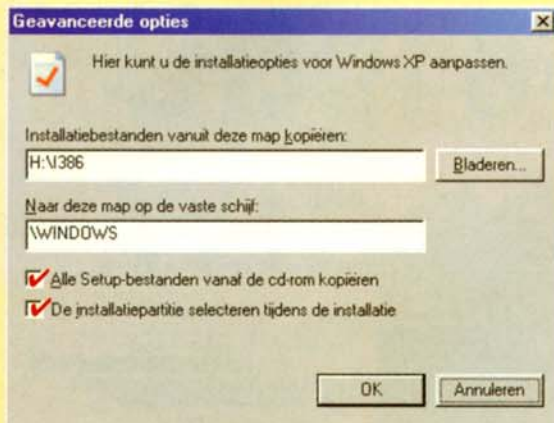 Geavanceerde opties
Hier kunt u de installatieopties voor Windows XP aanpassen.
Installatiebestanden vanuit deze map kopiëren:
H:\I386
Bladeren...
Naar deze map op de vaste schijf:
\WINDOWS
Alle Setup-bestanden vanaf de cd-rom kopiëren
De installatiepartitie selecteren tijdens de installatie
OK
Annuleren